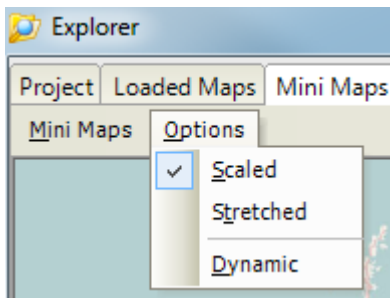 Explorer
Project Loaded Maps Mini Maps
Mini Maps Options
Scaled
Stretched
Dynamic